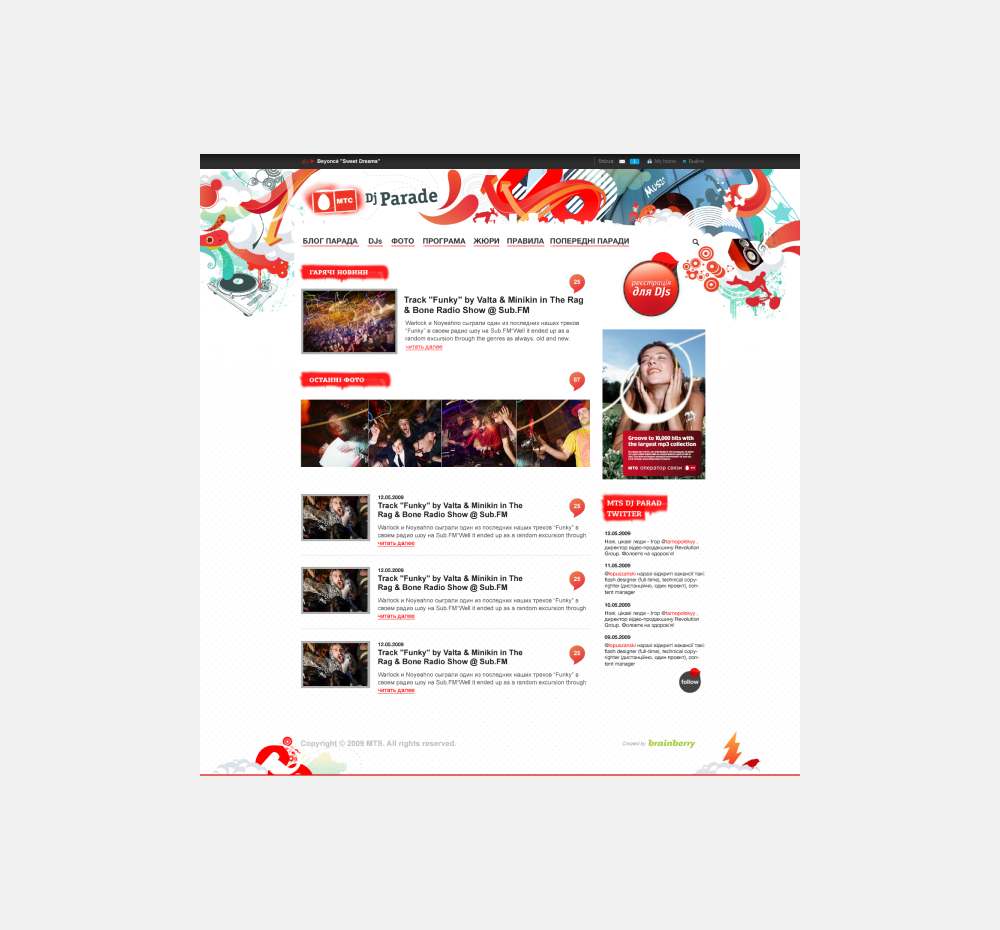 Beyoncé "Sweet Dreams"
My home
Выйти
МТС
Dj Parade
MUSIC
БЛОГ ПАРАДА DJs ФОТО ПРОГРАМА ЖЮРИ ПРАВИЛА ПОПЕРЕДНІ ПАРАДИ
ГАРЯЧІ НОВИНИ
25
Track "Funky" by Valta & Minikin in The Rag
& Bone Radio Show @ Sub.FM
Warlock и Noyeahno сыграли один из последних наших треков
"Funky" в своем радио шоу на Sub.FM"Well it ended up as a
random excursion through the genres as always, old and new.
читать далее
реєстрація
для DJs
ОСТАННІ ФОТО
67
Groove to 10,000 hits with
the largest mp3 collection
МТС оператор связи
12.05.2009
Track "Funky" by Valta & Minikin in The
Rag & Bone Radio Show @ Sub.FM
25
Warlock и Noyeahno сыграли один из последних наших треков "Funky" в
своем радио шоу на Sub.FM"Well it ended up as a random excursion through
читать далее
12.05.2009
Track "Funky" by Valta & Minikin in The
Rag & Bone Radio Show @ Sub.FM
25
Warlock и Noyeahno сыграли один из последних наших треков "Funky" в
своем радио шоу на Sub.FM"Well it ended up as a random excursion through
читать далее
12.05.2009
Track "Funky" by Valta & Minikin in The
Rag & Bone Radio Show @ Sub.FM
25
Warlock и Noyeahno сыграли один из последних наших треков "Funky" в
своем радио шоу на Sub.FM"Well it ended up as a random excursion through
читать далее
MTS DJ PARAD
TWITTER
12.05.2009
Нові, цікаві люди - Ігор @tarnopolskyy ,
директор відео-продакшину Revolution
Group. Фоловте на здоров'я!
11.05.2009
@lopuszanski наразі відкриті вакансії такі:
flash designer (full-time), technical copy-
righter (дистанційно, один проект), con-
tent manager
10.05.2009
Нові, цікаві люди - Ігор @tarnopolskyy ,
директор відео-продакшину Revolution
Group. Фоловте на здоров'я!
09.05.2009
@lopuszanski наразі відкриті вакансії такі:
flash designer (full-time), technical copy-
righter (дистанційно, один проект), con-
tent manager
follow
Copyright © 2009 MTS. All rights reserved.
Created by brainberry